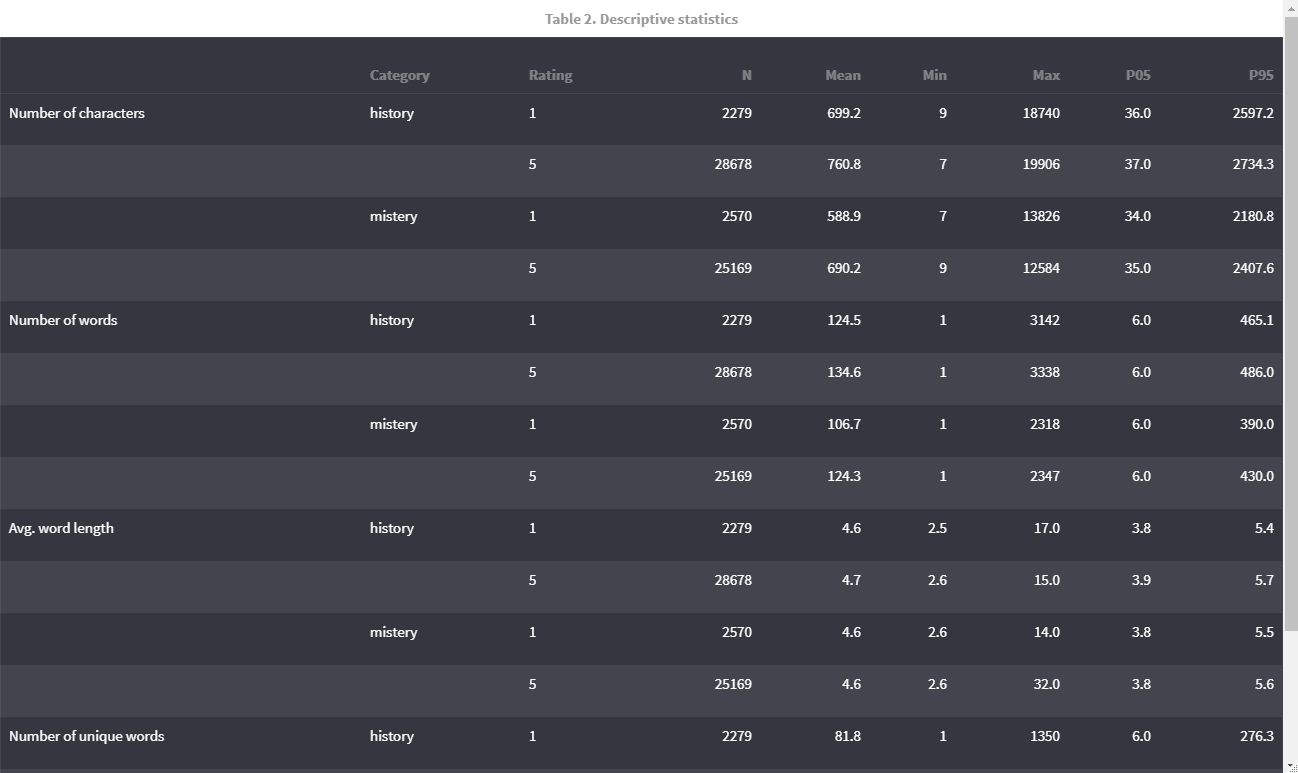 Table 2. Descriptive statistics
Category Rating N Mean Min Max P05 P95
Number of characters history 1 2279 699.2 9 18740 36.0 2597.2
5 28678 760.8 7 19906 37.0 2734.3
mistery 1 2570 588.9 7 13826 34.0 2180.8
5 25169 690.2 9 12584 35.0 2407.6
Number of words history 1 2279 124.5 1 3142 6.0 465.1
5 28678 134.6 1 3338 6.0 486.0
mistery 1 2570 106.7 1 2318 6.0 390.0
5 25169 124.3 1 2347 6.0 430.0
Avg. word length history 1 2279 4.6 2.5 17.0 3.8 5.4
5 28678 4.7 2.6 15.0 3.9 5.7
mistery 1 2570 4.6 2.6 14.0 3.8 5.5
5 25169 4.6 2.6 32.0 3.8 5.6
Number of unique words history 1 2279 81.8 1 1350 6.0 276.3